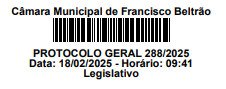 Câmara Municipal de Francisco Beltrão
PROTOCOLO GERAL 288/2025
Data: 18/02/2025 - Horário: 09:41
Legislativo